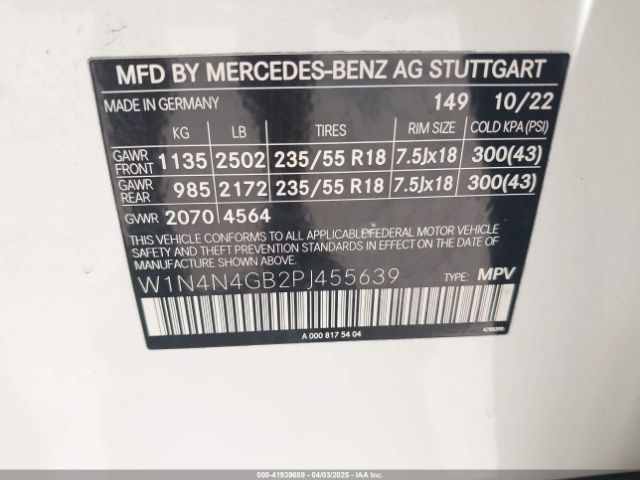 MFD BY MERCEDES-BENZ AG STUTTGART
MADE IN GERMANY 149 10/22
KG LB TIRES RIM SIZE COLD KPA (PSI)
GAWR FRONT 1135 2502 235/55 R18 7.5Jx18 300(43)
GAWR REAR 985 2172 235/55 R18 7.5Jx18 300(43)
GVWR 2070 4564
THIS VEHICLE CONFORMS TO ALL APPLICABLE FEDERAL MOTOR VEHICLE
SAFETY AND THEFT PREVENTION STANDARDS IN EFFECT ON THE DATE
OF MANUFACTURE SHOWN ABOVE.
W1N4N4GB2PJ455639 TYPE: MPV
A 000 817 54 04
000-41939689 - 04/03/2025 - IAAI.COM